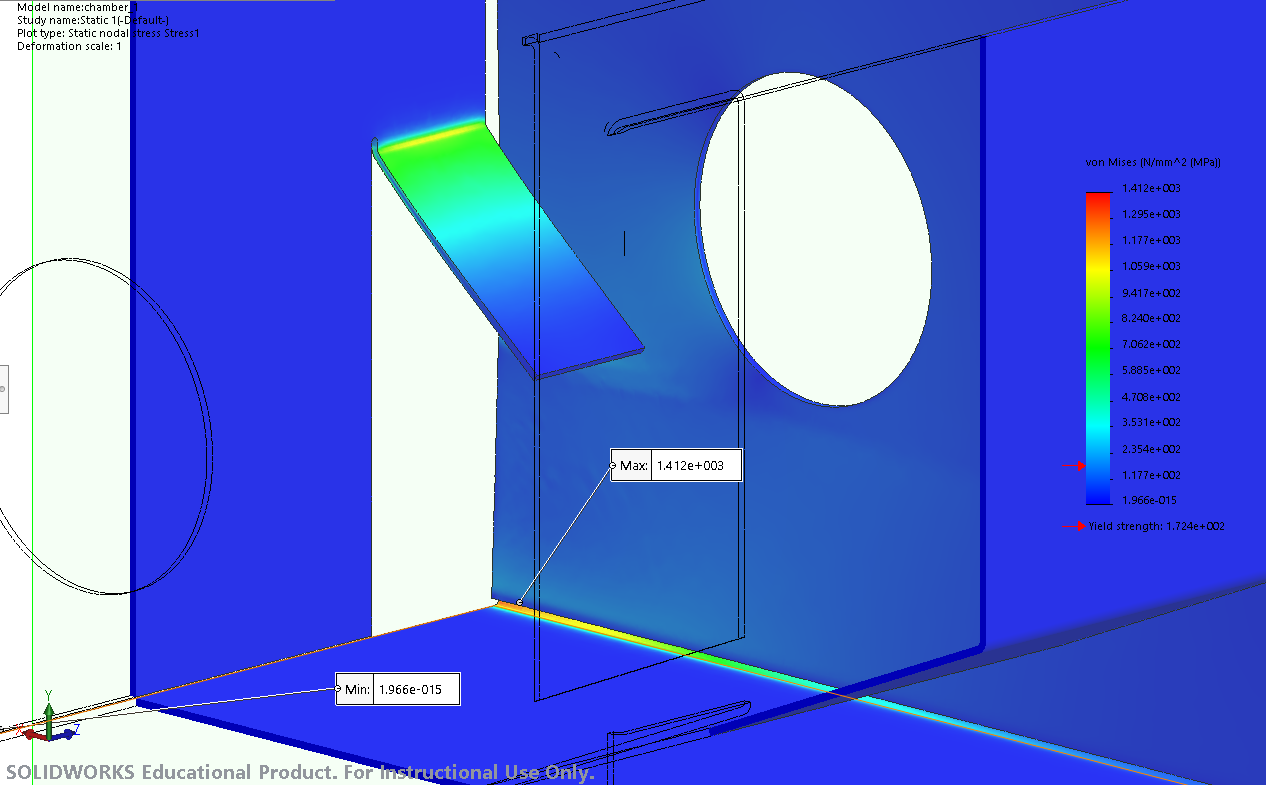 Model name:chamber_1
Study name:Static 1(-Default-)
Plot type: Static nodal stress Stress1
Deformation scale: 1
von Mises (N/mm^2 (MPa))
1.412e+003
1.295e+003
1.177e+003
1.059e+003
9.417e+002
8.240e+002
7.062e+002
5.885e+002
4.708e+002
3.531e+002
2.354e+002
1.177e+002
1.966e-015
Yield strength: 1.724e+002
Max: 1.412e+003
Min: 1.966e-015
Y
X
Z
SOLIDWORKS Educational Product. For Instructional Use Only.